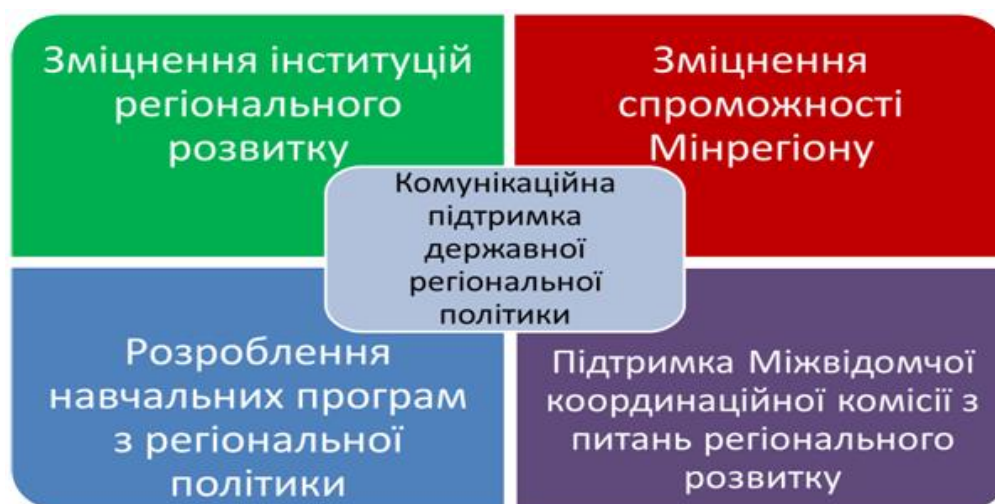 Зміцнення інституцій
регіонального
розвитку
Зміцнення
спроможності
Мінрегіону
Комунікаційна
підтримка
державної
регіональної
політики
Розроблення
навчальних програм
з регіональної
політики
Підтримка Міжвідомчої
координаційної комісії з
питань регіонального
розвитку